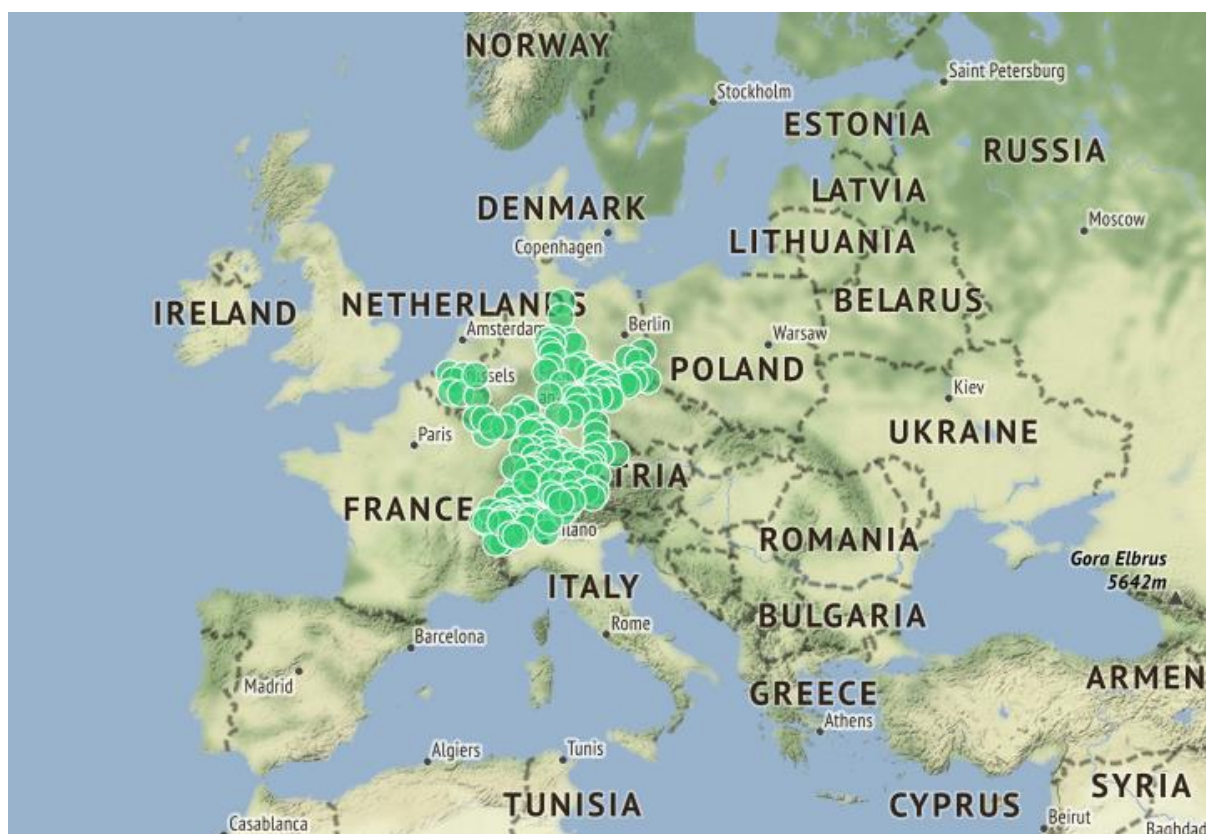 NORWAY
Saint Petersburg
Stockholm
ESTONIA
RUSSIA
LATVIA
DENMARK
Moscow
LITHUANIA
Copenhagen
NETHERLANDS
BELARUS
IRELAND
Amsterdam
Berlin
Warsaw
POLAND
Kiev
UKRAINE
Paris
TRIA
FRANCE
ilano
ROMANIA
Gora Elbrus
5642m
ITALY
BULGARIA
Rome
Barcelona
Madrid
GREECE
ARMEN
Athens
Algiers
Tunis
SYRIA
TUNISIA
CYPRUS
Beirut
Casablanca
Baghdad